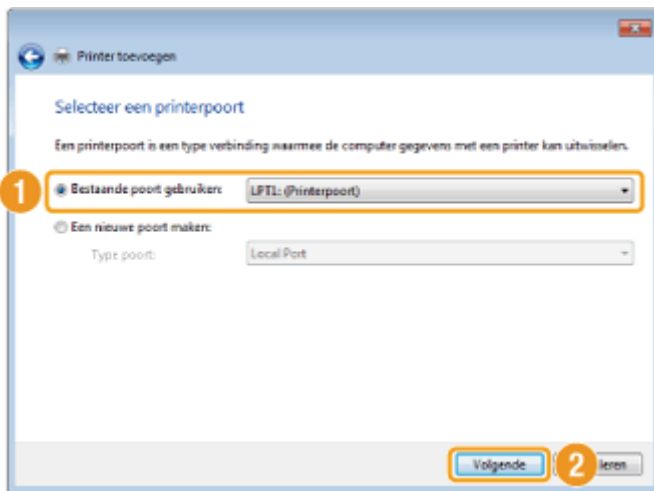 Printer toevoegen
Selecteer een printerpoort
Een printerpoort is een type verbinding waarmee de computer gegevens met een printer kan uitwisselen.
1
Bestaande poort gebruiken: LPT1: (Printerpoort)
Een nieuwe poort maken:
Type poort: Local Port
Volgende 2 leren